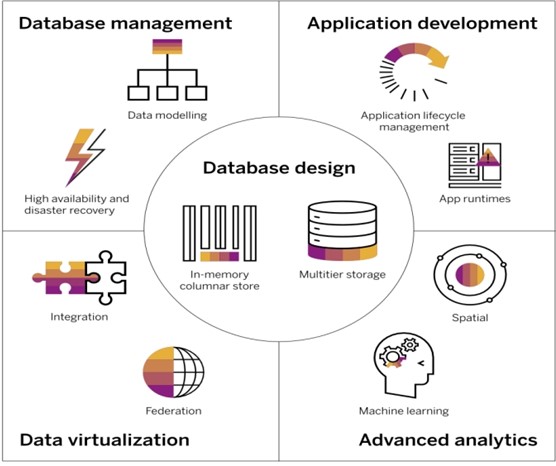 Database management
Application development
Data modelling
Application lifecycle
management
High availability and
disaster recovery
App runtimes
Database design
In-memory
columnar store
Multitier storage
Integration
Spatial
Federation
Machine learning
Data virtualization
Advanced analytics